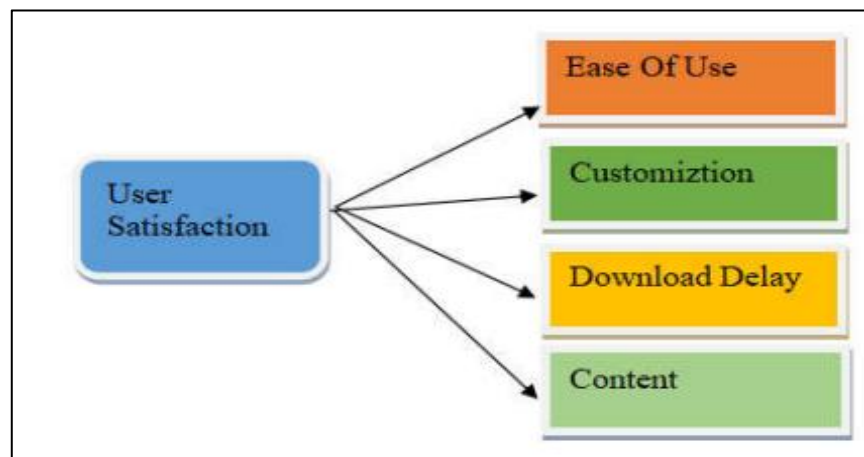 Ease Of Use
Customiztion
User
Satisfaction
Download Delay
Content